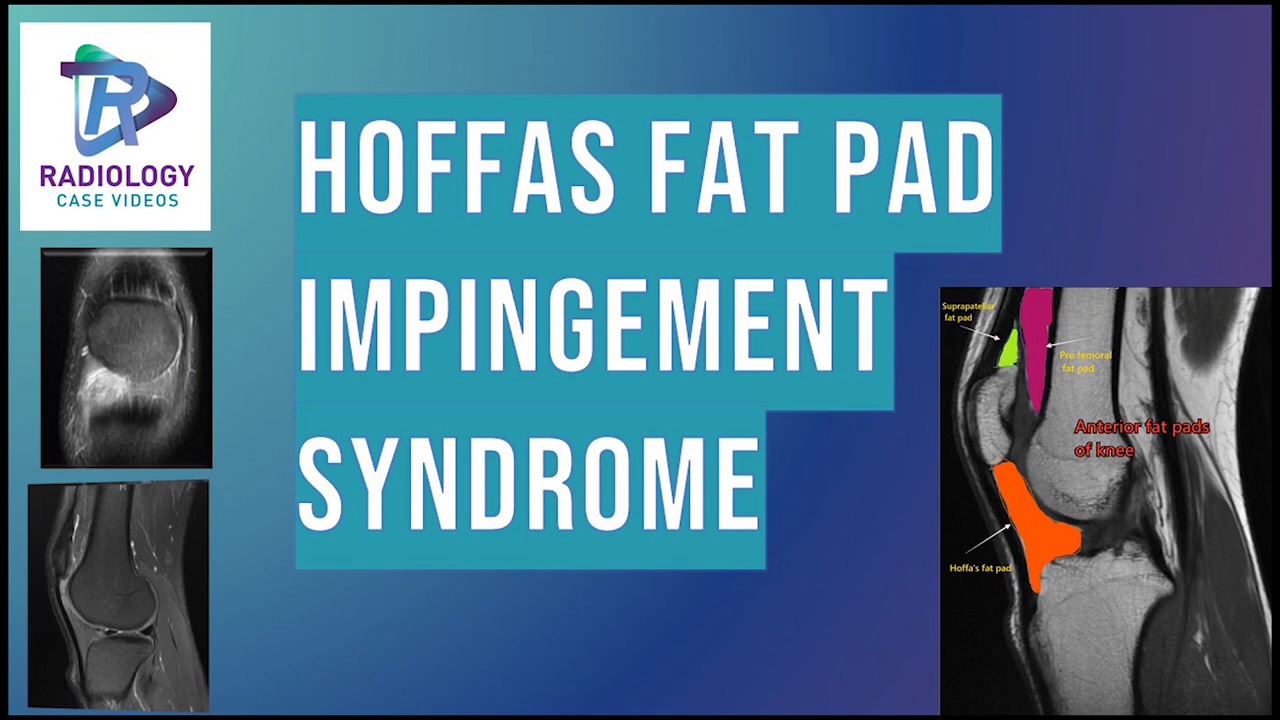 RADIOLOGY
CASE VIDEOS
HOFFAS FAT PAD
IMPINGEMENT
SYNDROME
Suprapatellar
fat pad
Pre femoral
fat pad
Anterior fat pads
of knee
Hoffa's fat pad